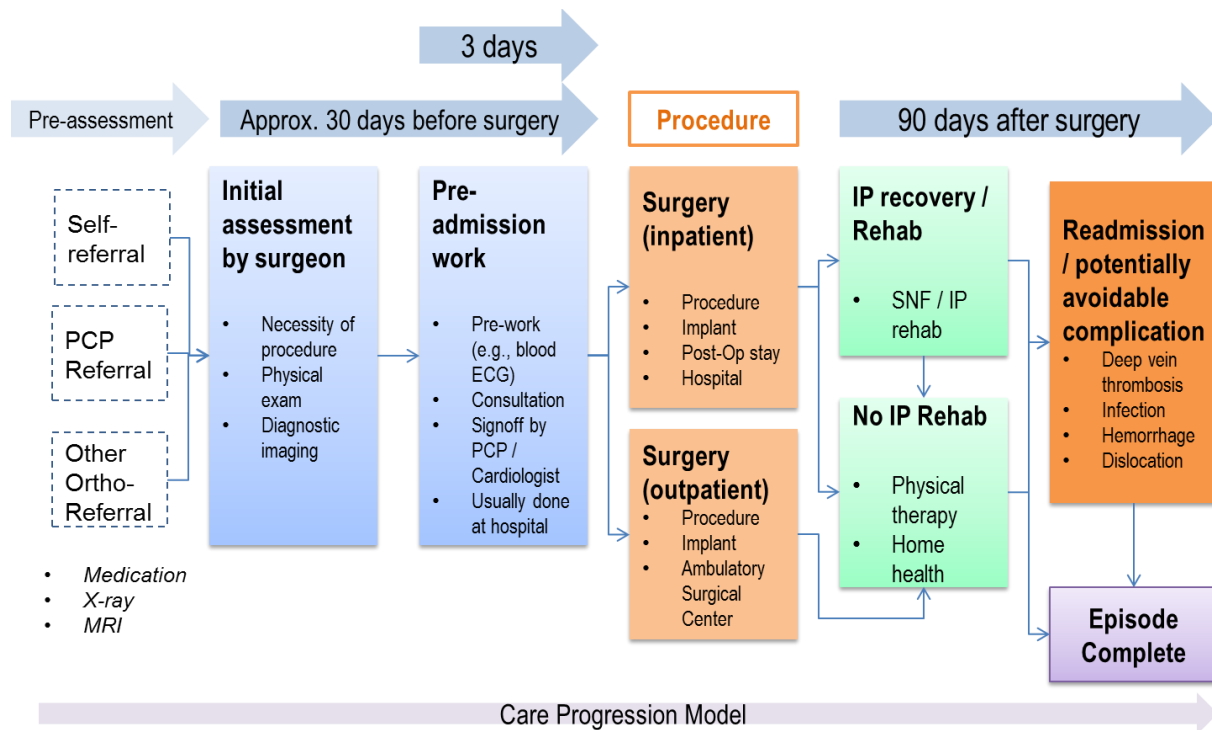 3 days
Pre-assessment
Approx. 30 days before surgery
Procedure
90 days after surgery
Self-
referral
PCP
Referral
Other
Ortho-
Referral
• Medication
• X-ray
• MRI
Initial
assessment
by surgeon
• Necessity of
procedure
• Physical
exam
• Diagnostic
imaging
Pre-
admission
work
• Pre-work
(e.g., blood
ECG)
• Consultation
• Signoff by
PCP /
Cardiologist
• Usually done
at hospital
Surgery
(inpatient)
• Procedure
• Implant
• Post-Op stay
• Hospital
Surgery
(outpatient)
• Procedure
• Implant
• Ambulatory
Surgical
Center
IP recovery /
Rehab
• SNF / IP
rehab
No IP Rehab
• Physical
therapy
• Home
health
Readmission
/ potentially
avoidable
complication
• Deep vein
thrombosis
• Infection
• Hemorrhage
• Dislocation
Episode
Complete
Care Progression Model